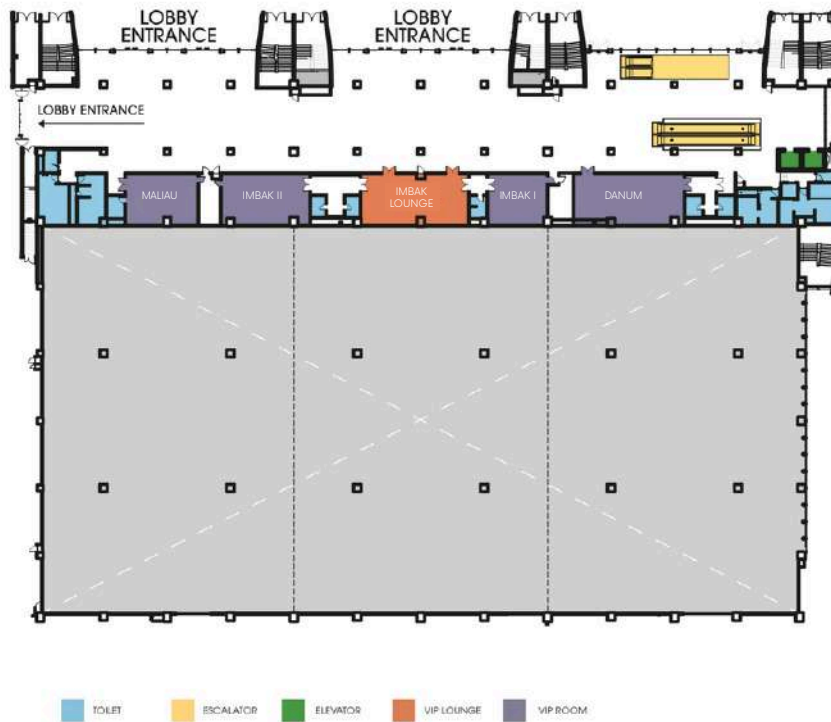 LOBBY
ENTRANCE
LOBBY
ENTRANCE
LOBBY ENTRANCE
MALIAU
IMBAK II
IMBAK
LOUNGE
IMBAK I
DANUM
TOILET
ESCALATOR
ELEVATOR
VIP LOUNGE
VIP ROOM